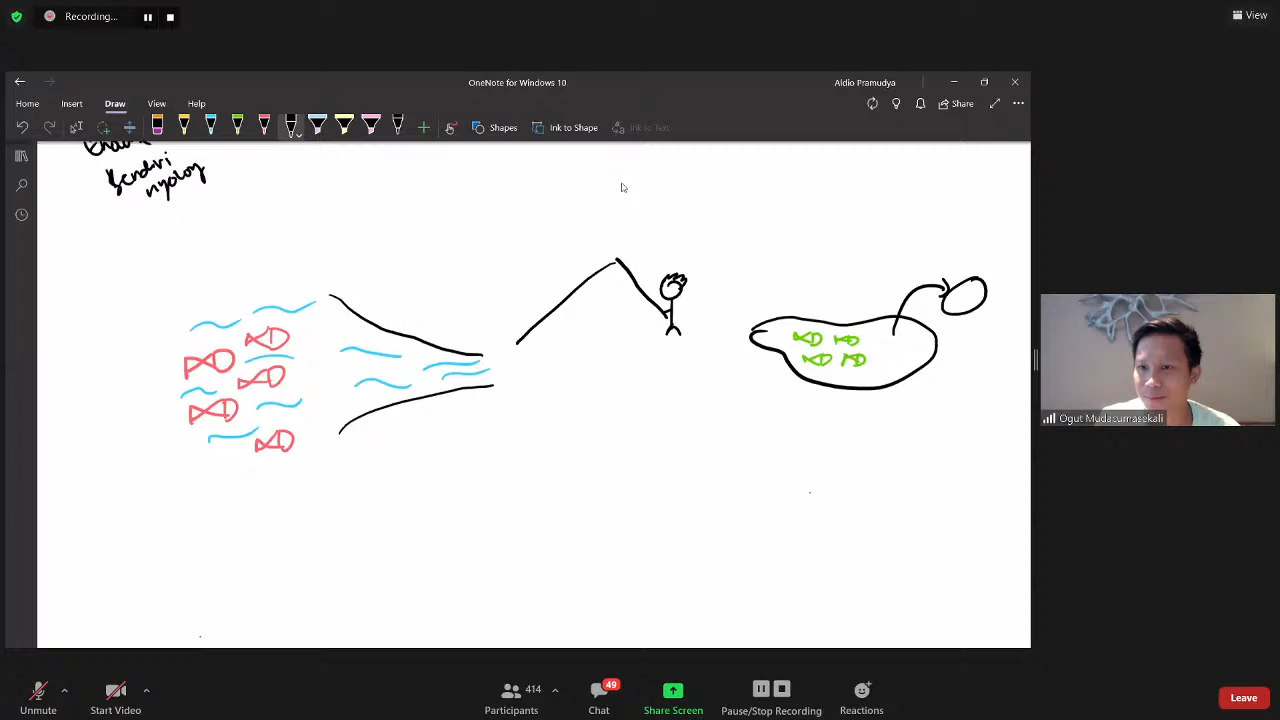 Recording...
View
OneNote for Windows 10
Aldio Pramudya
Home
Insert
Draw
View
Help
Share
Shapes
Ink to Shape
Ink to Text
Sendiri
nyolong
Ogut Mudacumasekali
Unmute
Start Video
414
Participants
49
Chat
Share Screen
Pause/Stop Recording
Reactions
Leave